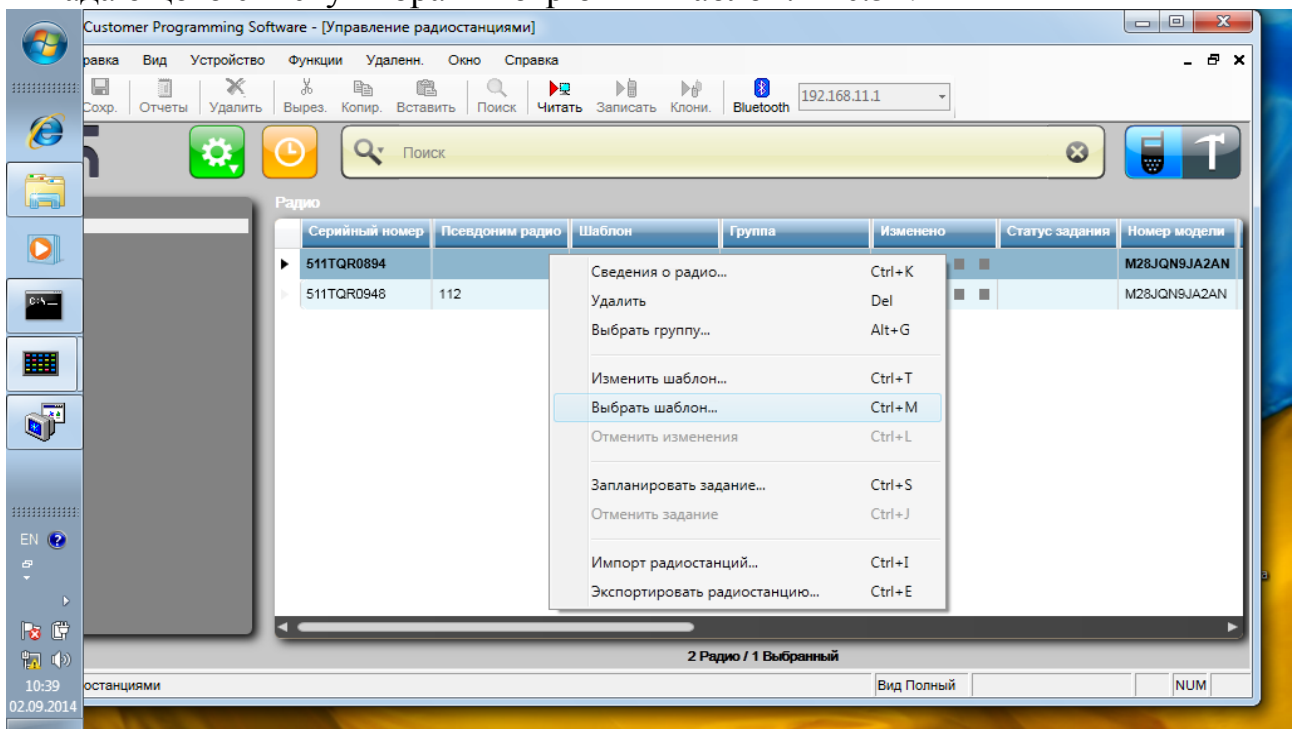 Customer Programming Software - [Управление радиостанциями]
равка Вид Устройство Функции Удаленн. Окно Справка
Сохр. Отчеты Удалить Вырез. Копир. Вставить Поиск Читать Записать Клони. Bluetooth 192.168.11.1
Поиск
Радио
Серийный номер Псевдоним радио Шаблон Группа Изменено Статус задания Номер модели
511TQR0894 M28JQN9JA2AN
511TQR0948 112 M28JQN9JA2AN
Сведения о радио... Ctrl+K
Удалить Del
Выбрать группу... Alt+G
Изменить шаблон... Ctrl+T
Выбрать шаблон... Ctrl+M
Отменить изменения Ctrl+L
Запланировать задание... Ctrl+S
Отменить задание Ctrl+J
Импорт радиостанций... Ctrl+I
Экспортировать радиостанцию... Ctrl+E
2 Радио / 1 Выбранный
останциями Вид Полный NUM
C:\
EN
10:39
02.09.2014